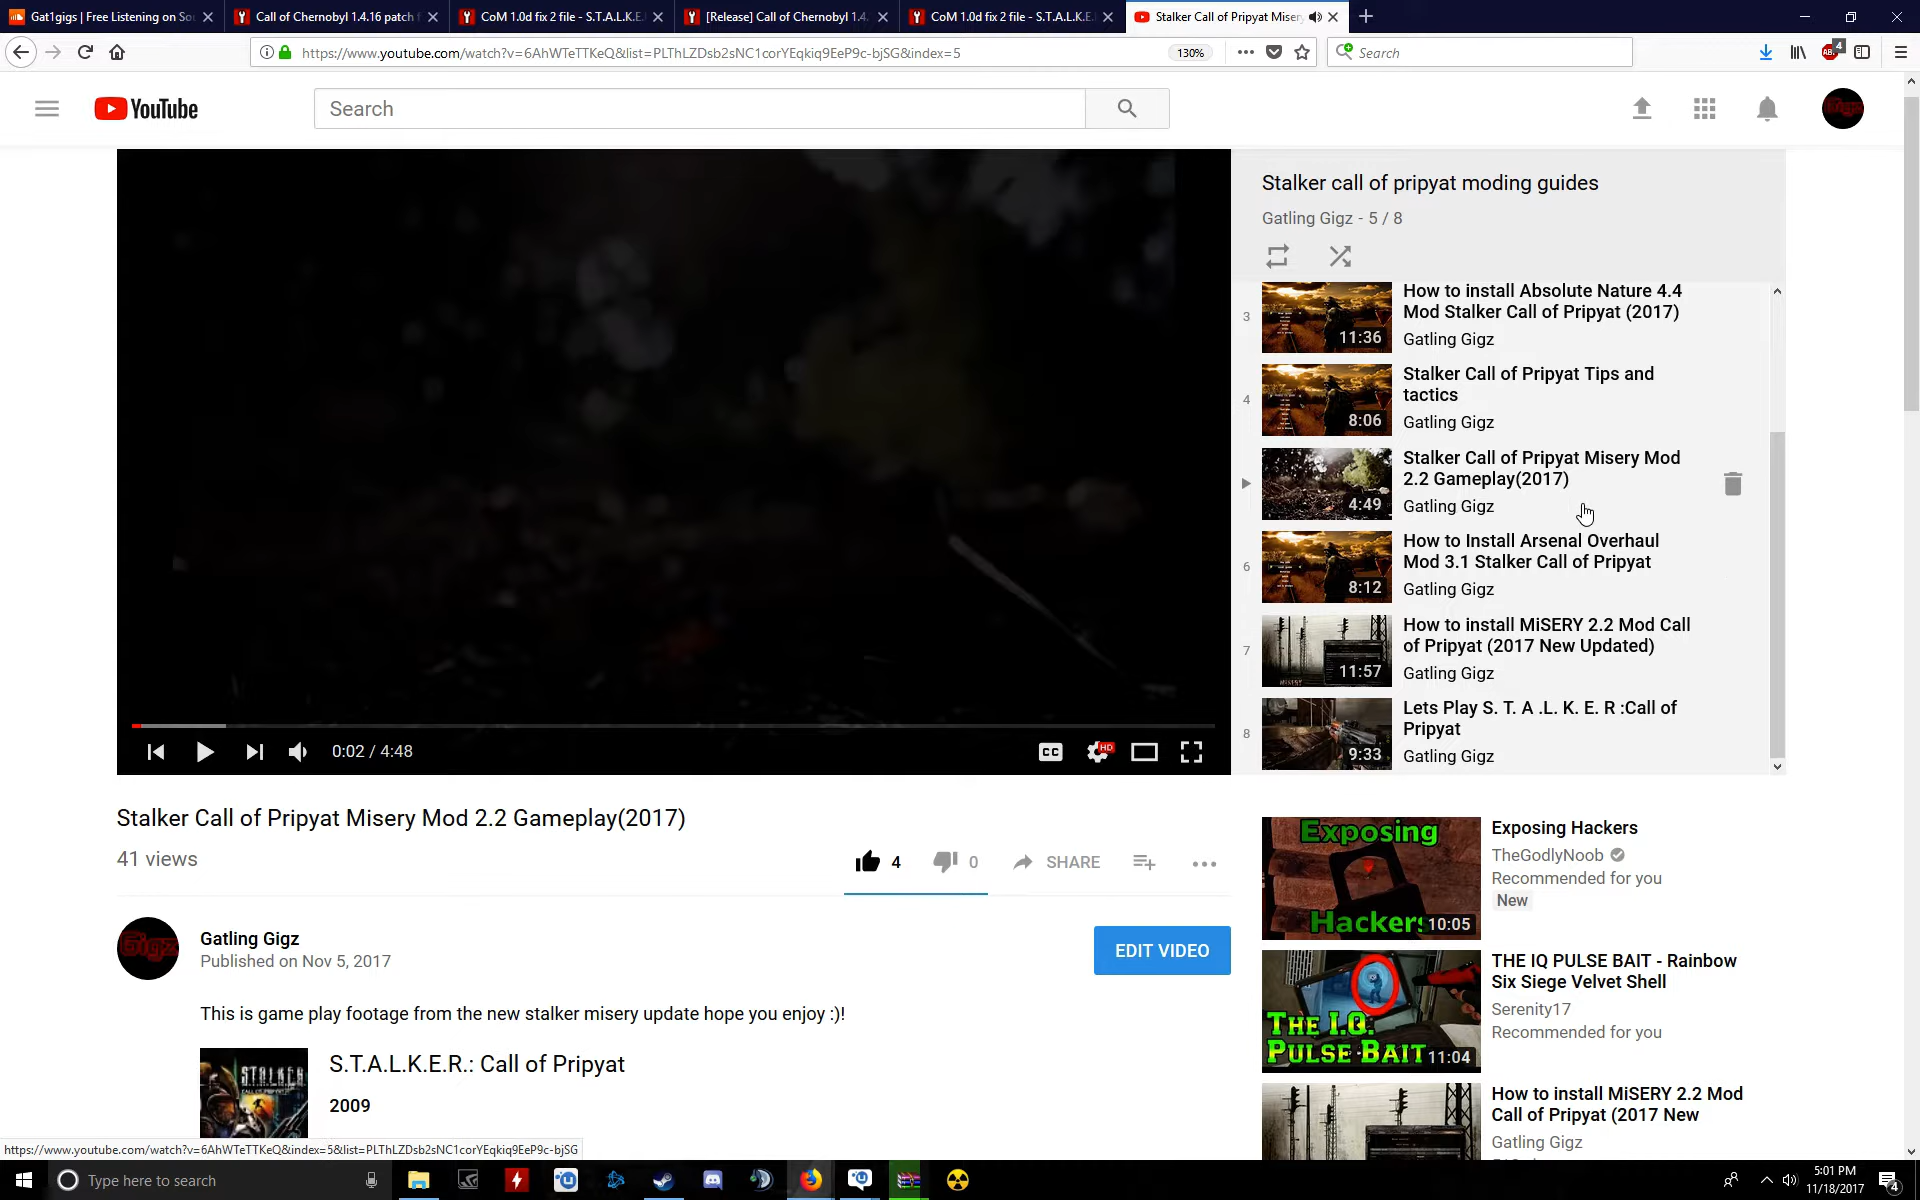 Gat1gigs | Free Listening on So
Call of Chernobyl 1.4.16 patch f
CoM 1.0d fix 2 file - S.T.A.L.K.E.
[Release] Call of Chernobyl 1.4.
CoM 1.0d fix 2 file - S.T.A.L.K.E.
Stalker Call of Pripyat Misery
https://www.youtube.com/watch?v=6AhWTeTTKeQ&list=PLThLZDsb2sNC1corYEqkiq9EeP9c-bjSG&index=5
130%
Search
4
YouTube
Search
Gigz
Stalker call of pripyat moding guides
Gatling Gigz - 5 / 8
3
11:36
How to install Absolute Nature 4.4
Mod Stalker Call of Pripyat (2017)
Gatling Gigz
4
8:06
Stalker Call of Pripyat Tips and
tactics
Gatling Gigz
4:49
Stalker Call of Pripyat Misery Mod
2.2 Gameplay(2017)
Gatling Gigz
6
8:12
How to Install Arsenal Overhaul
Mod 3.1 Stalker Call of Pripyat
Gatling Gigz
7
11:57
How to install MiSERY 2.2 Mod Call
of Pripyat (2017 New Updated)
Gatling Gigz
8
9:33
Lets Play S. T. A .L. K. E. R :Call of
Pripyat
Gatling Gigz
0:02 / 4:48
CC
HD
Stalker Call of Pripyat Misery Mod 2.2 Gameplay(2017)
41 views
4
0
SHARE
Gigz
Gatling Gigz
Published on Nov 5, 2017
EDIT VIDEO
This is game play footage from the new stalker misery update hope you enjoy :)!
S.T.A.L.K.E.R.
S.T.A.L.K.E.R.: Call of Pripyat
2009
Exposing
Hackers
10:05
Exposing Hackers
TheGodlyNoob
Recommended for you
New
THE I.Q.
PULSE BAIT
11:04
THE IQ PULSE BAIT - Rainbow
Six Siege Velvet Shell
Serenity17
Recommended for you
How to install MiSERY 2.2 Mod
Call of Pripyat (2017 New
Gatling Gigz
https://www.youtube.com/watch?v=6AhWTeTTKeQ&index=5&list=PLThLZDsb2sNC1corYEqkiq9EeP9c-bjSG
Type here to search
5:01 PM
11/18/2017
4